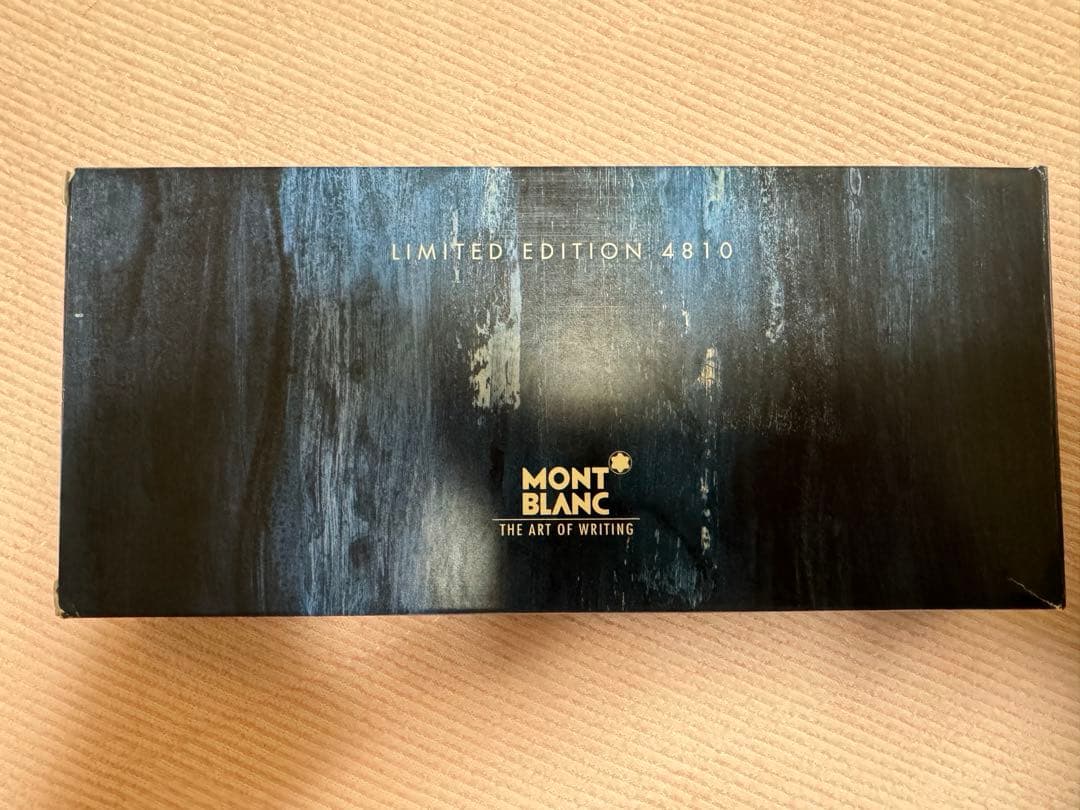 LIMITED EDITION 4810
MONT
BLANC
THE ART OF WRITING